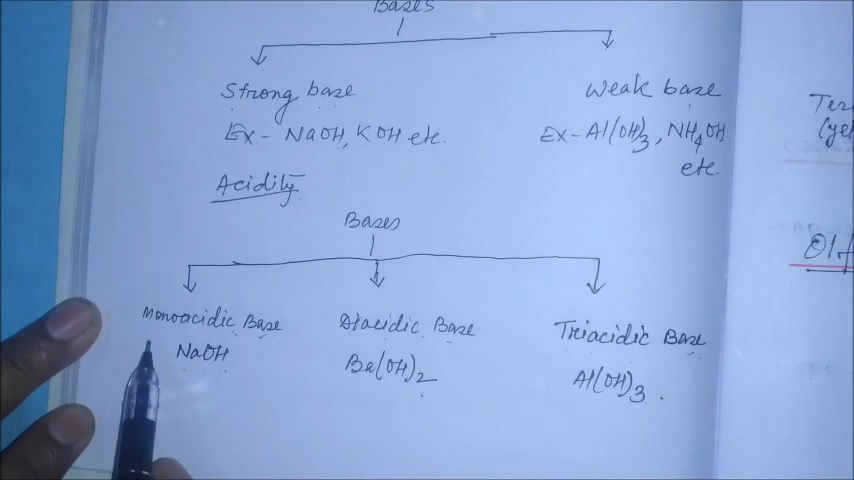 Bases
Strong base
Weak base
Ex - NaOH, KOH etc.
Ex - Al(OH)3, NH4OH
etc.
Acidity
Bases
Monoacidic Base
Diacidic Base
Triacidic Base
NaOH
Ba(OH)2
Al(OH)3.